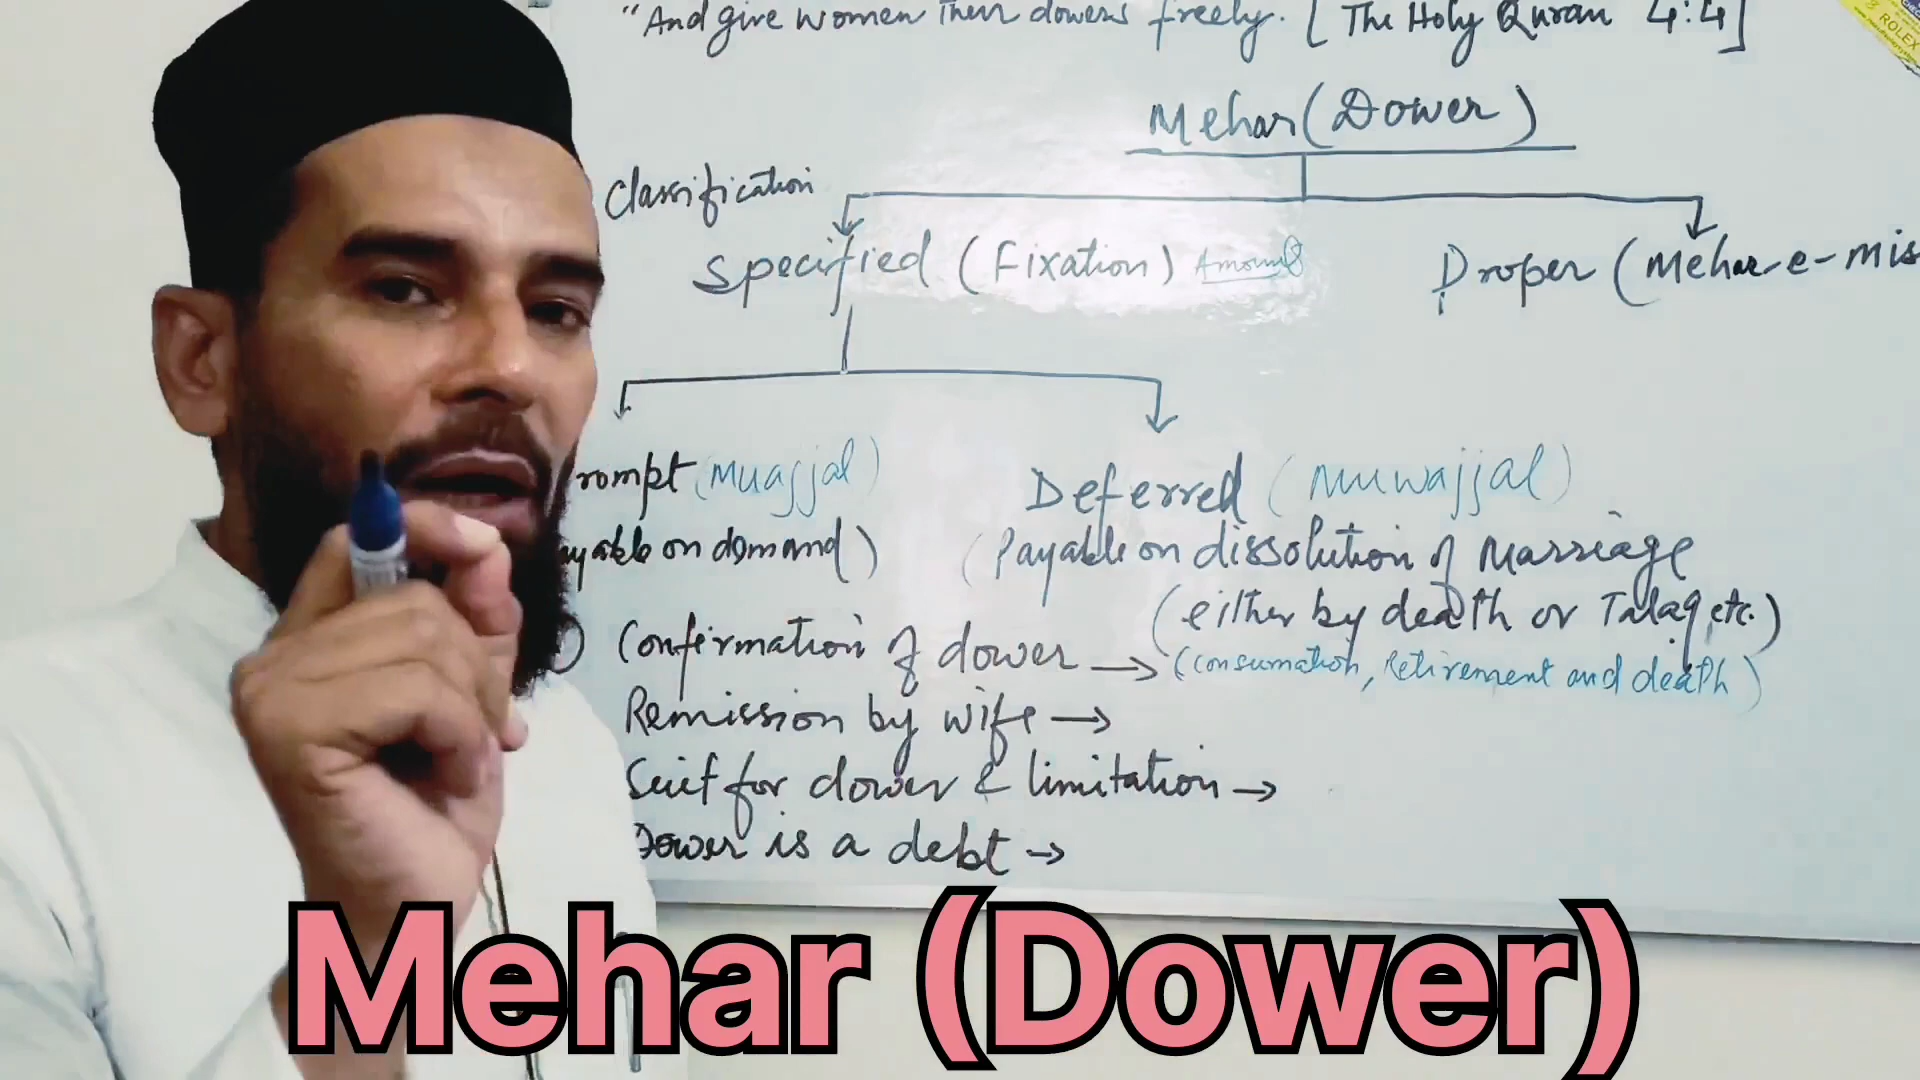 "And give women their dowers freely. [The Holy Quran 4:4]
ROLEX
Mehar (Dower)
Classification
Specified (Fixation) Amount
Proper (Mehar-e-mis
rompt (Muajjal)
Deferred (Muwajjal)
ayable on demand)
(Payable on dissolution of Marriage
(either by death or Talaq etc.)
Confirmation of dower → (Consumation, Retirement and death)
Remission by wife →
Suit for dower & limitation →
Dower is a debt →
Mehar (Dower)